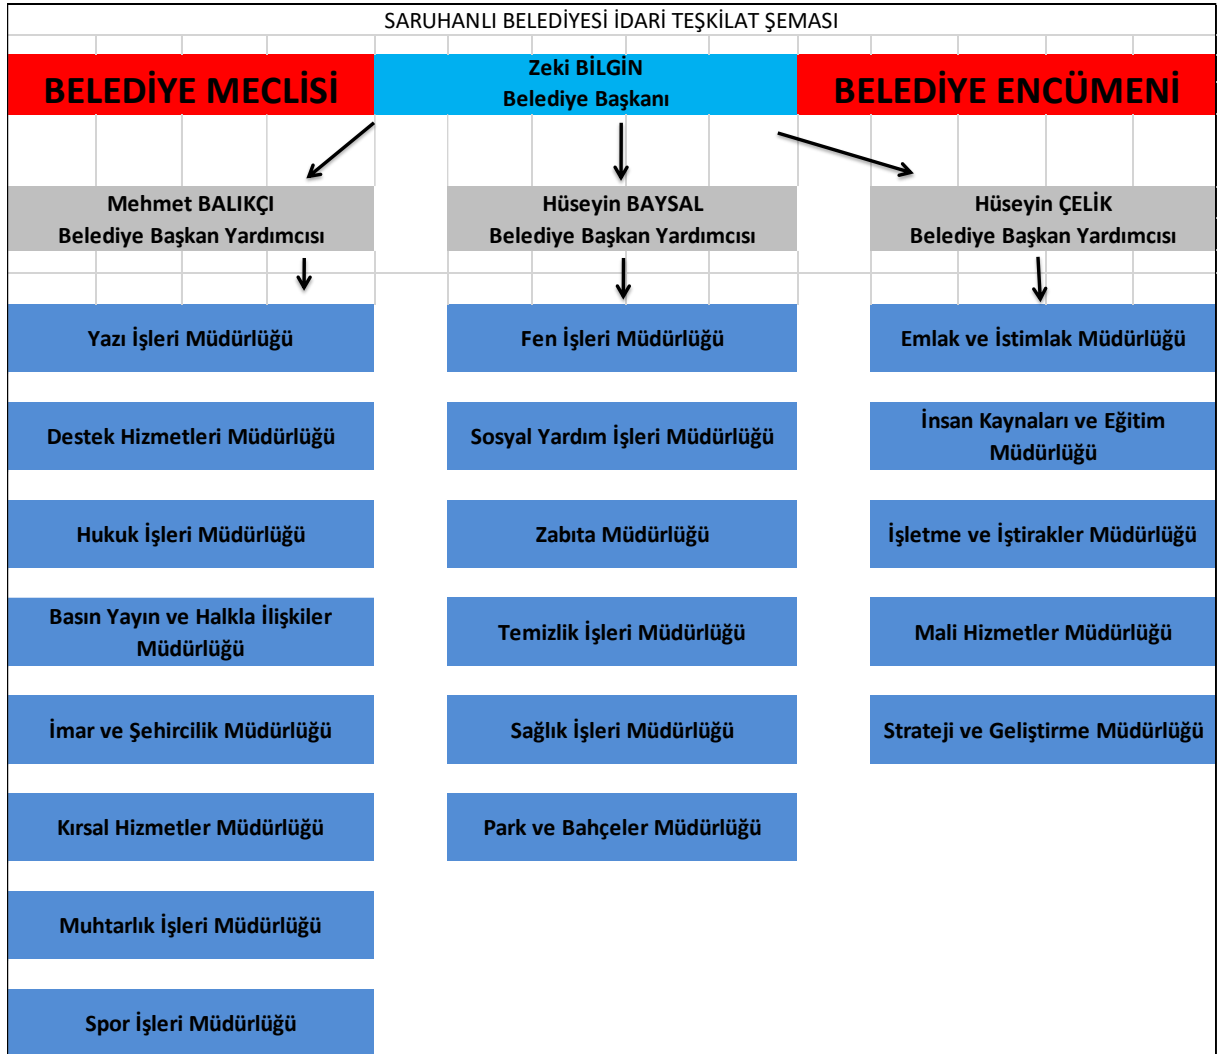 SARUHANLI BELEDİYESİ İDARİ TEŞKİLAT ŞEMASI
BELEDİYE MECLİSİ
Zeki BİLGİN
Belediye Başkanı
BELEDİYE ENCÜMENİ
Mehmet BALIKÇI
Belediye Başkan Yardımcısı
Hüseyin BAYSAL
Belediye Başkan Yardımcısı
Hüseyin ÇELİK
Belediye Başkan Yardımcısı
Yazı İşleri Müdürlüğü
Fen İşleri Müdürlüğü
Emlak ve İstimlak Müdürlüğü
Destek Hizmetleri Müdürlüğü
Sosyal Yardım İşleri Müdürlüğü
İnsan Kaynaları ve Eğitim
Müdürlüğü
Hukuk İşleri Müdürlüğü
Zabıta Müdürlüğü
İşletme ve İştirakler Müdürlüğü
Basın Yayın ve Halkla İlişkiler
Müdürlüğü
Temizlik İşleri Müdürlüğü
Mali Hizmetler Müdürlüğü
İmar ve Şehircilik Müdürlüğü
Sağlık İşleri Müdürlüğü
Strateji ve Geliştirme Müdürlüğü
Kırsal Hizmetler Müdürlüğü
Park ve Bahçeler Müdürlüğü
Muhtarlık İşleri Müdürlüğü
Spor İşleri Müdürlüğü